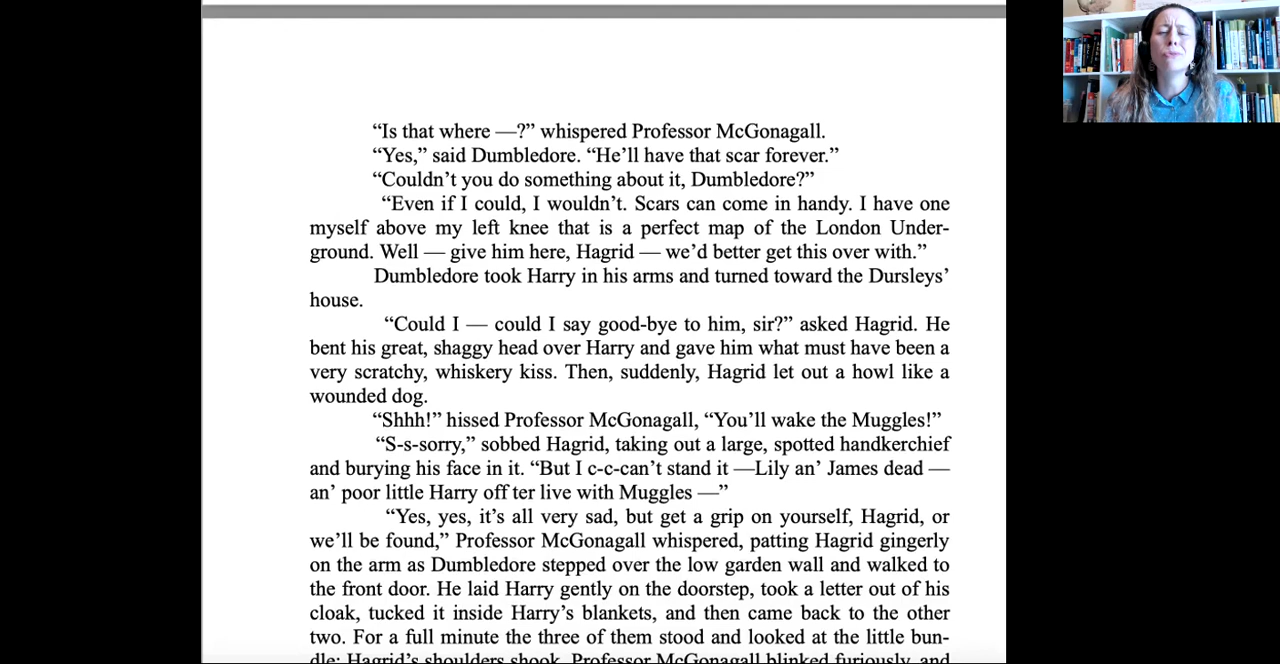 “Is that where —?” whispered Professor McGonagall.
“Yes,” said Dumbledore. “He’ll have that scar forever.”
“Couldn’t you do something about it, Dumbledore?”
“Even if I could, I wouldn’t. Scars can come in handy. I have one
myself above my left knee that is a perfect map of the London Under-
ground. Well — give him here, Hagrid — we’d better get this over with.”
Dumbledore took Harry in his arms and turned toward the Dursleys’
house.
“Could I — could I say good-bye to him, sir?” asked Hagrid. He
bent his great, shaggy head over Harry and gave him what must have been a
very scratchy, whiskery kiss. Then, suddenly, Hagrid let out a howl like a
wounded dog.
“Shhh!” hissed Professor McGonagall, “You’ll wake the Muggles!”
“S-s-sorry,” sobbed Hagrid, taking out a large, spotted handkerchief
and burying his face in it. “But I c-c-can’t stand it —Lily an’ James dead —
an’ poor little Harry off ter live with Muggles —”
“Yes, yes, it’s all very sad, but get a grip on yourself, Hagrid, or
we’ll be found,” Professor McGonagall whispered, patting Hagrid gingerly
on the arm as Dumbledore stepped over the low garden wall and walked to
the front door. He laid Harry gently on the doorstep, took a letter out of his
cloak, tucked it inside Harry’s blankets, and then came back to the other
two. For a full minute the three of them stood and looked at the little bun-
dle; Hagrid’s shoulders shook, Professor McGonagall blinked furiously, and